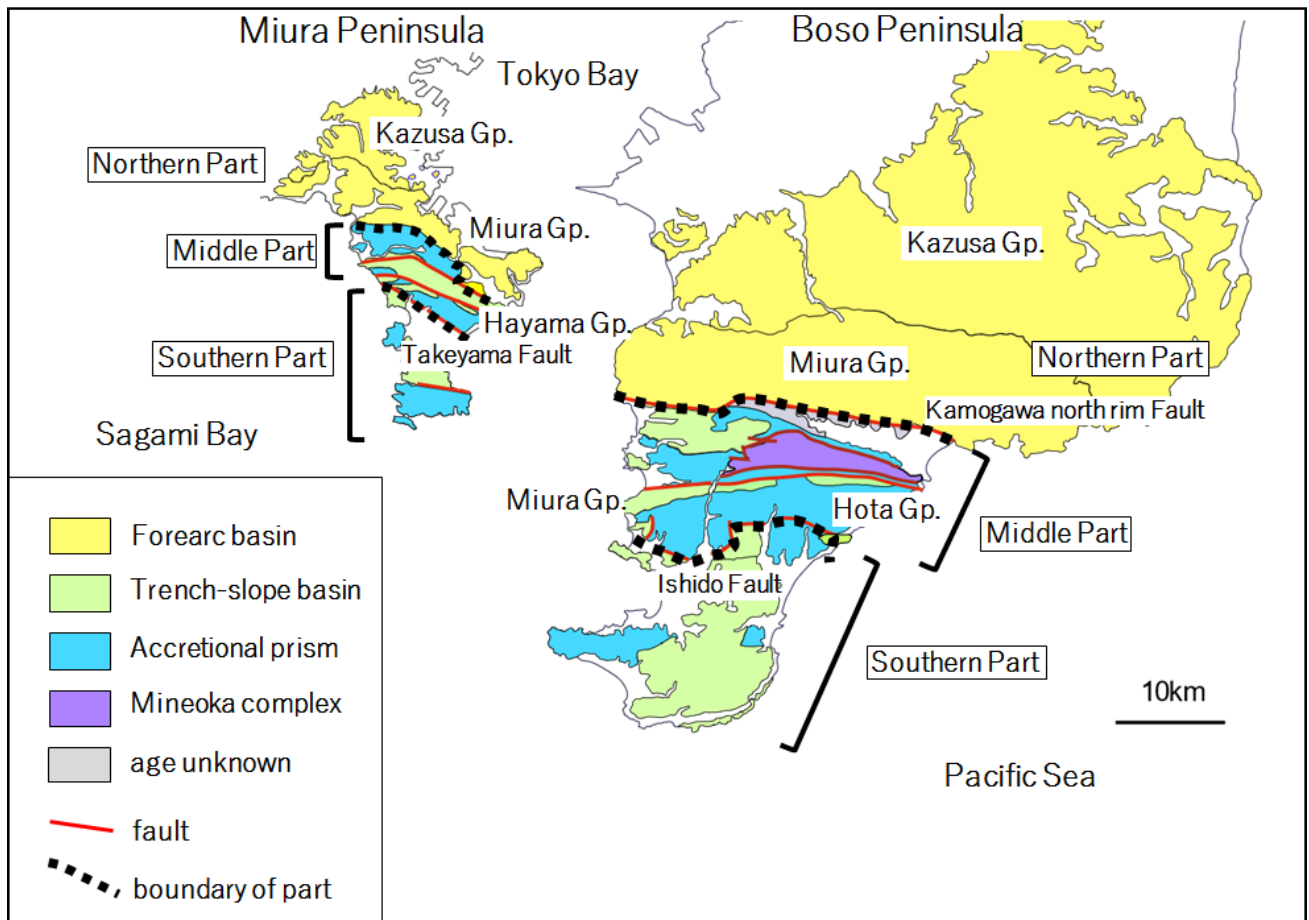 Miura Peninsula
Boso Peninsula
Tokyo Bay
Kazusa Gp.
Northern Part
Miura Gp.
Middle Part
Kazusa Gp.
Hayama Gp.
Takeyama Fault
Southern Part
Miura Gp.
Northern Part
Kamogawa north rim Fault
Sagami Bay
Miura Gp.
Hota Gp.
Middle Part
Ishido Fault
Southern Part
10km
Pacific Sea
Forearc basin
Trench-slope basin
Accretional prism
Mineoka complex
age unknown
fault
boundary of part